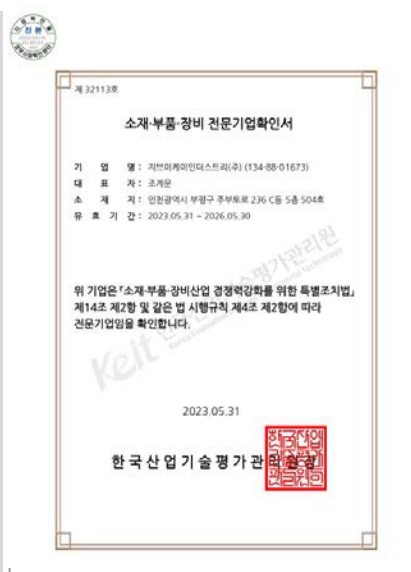 제 32113호
소재·부품·장비 전문기업확인서
기 업 명 : 지브이케이인더스트리(주) (134-88-01673)
대 표 자 : 조계문
소 재 지 : 인천광역시 부평구 주부토로 236 C동 5층 504호
유 효 기 간 : 2023.05.31 ~ 2026.05.30
위 기업은「소재·부품·장비산업 경쟁력강화를 위한 특별조치법」
제14조 제2항 및 같은 법 시행규칙 제4조 제2항에 따라
전문기업임을 확인합니다.
Keit
2023.05.31
한국산업기술평가관리원장